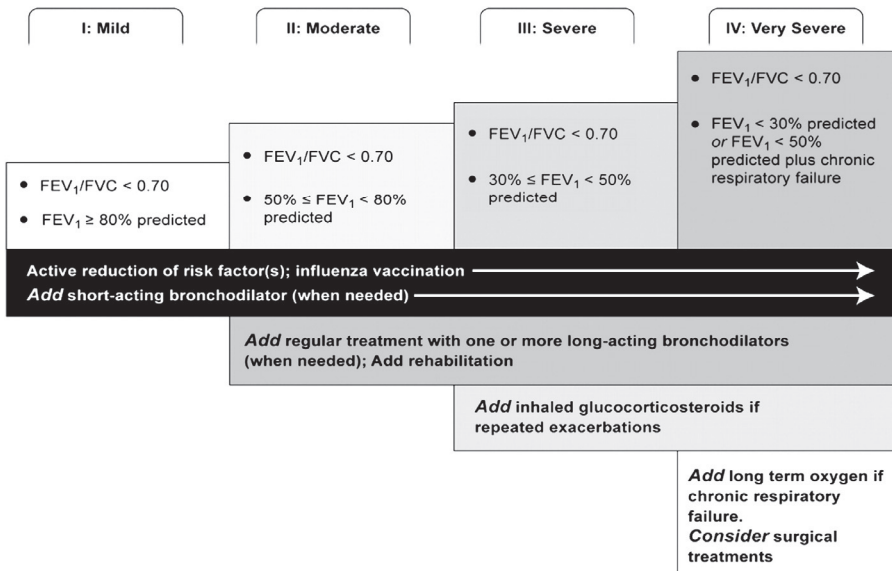 I: Mild
II: Moderate
III: Severe
IV: Very Severe
• FEV₁/FVC < 0.70
• FEV₁ ≥ 80% predicted
• FEV₁/FVC < 0.70
• 50% ≤ FEV₁ < 80%
predicted
• FEV₁/FVC < 0.70
• 30% ≤ FEV₁ < 50%
predicted
• FEV₁/FVC < 0.70
• FEV₁ < 30% predicted
or FEV₁ < 50%
predicted plus chronic
respiratory failure
Active reduction of risk factor(s); influenza vaccination
Add short-acting bronchodilator (when needed)
Add regular treatment with one or more long-acting bronchodilators
(when needed); Add rehabilitation
Add inhaled glucocorticosteroids if
repeated exacerbations
Add long term oxygen if
chronic respiratory
failure.
Consider surgical
treatments